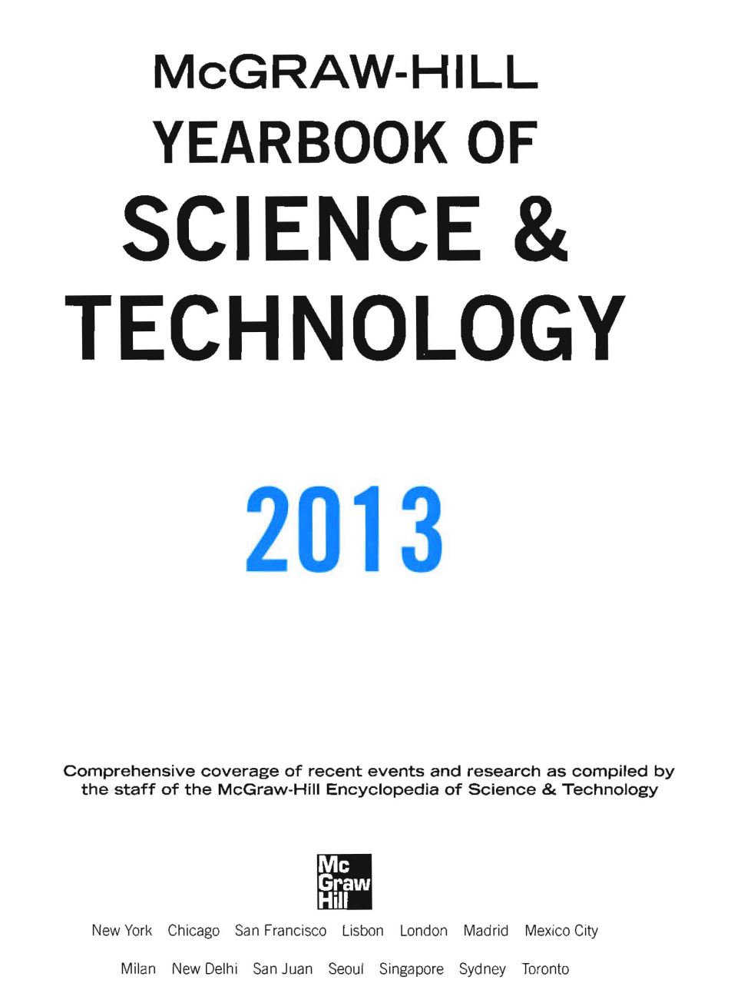 McGRAW-HILL
YEARBOOK OF
SCIENCE &
TECHNOLOGY
2013
Comprehensive coverage of recent events and research as compiled by
the staff of the McGraw-Hill Encyclopedia of Science & Technology
Mc
Graw
Hill
New York Chicago San Francisco Lisbon London Madrid Mexico City
Milan New Delhi San Juan Seoul Singapore Sydney Toronto